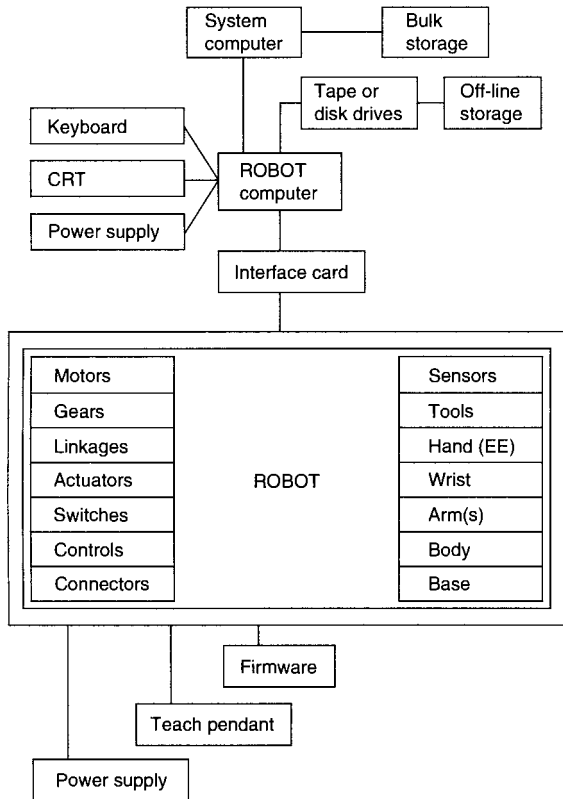 System
computer
Bulk
storage
Tape or
disk drives
Off-line
storage
Keyboard
CRT
Power supply
ROBOT
computer
Interface card
Motors
Gears
Linkages
Actuators
Switches
Controls
Connectors
ROBOT
Sensors
Tools
Hand (EE)
Wrist
Arm(s)
Body
Base
Firmware
Teach pendant
Power supply